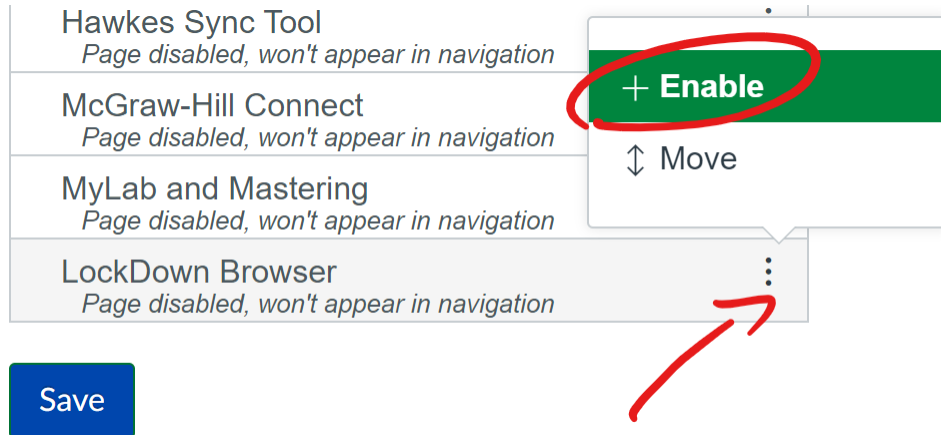 Hawkes Sync Tool
Page disabled, won't appear in navigation
McGraw-Hill Connect
Page disabled, won't appear in navigation
MyLab and Mastering
Page disabled, won't appear in navigation
LockDown Browser
Page disabled, won't appear in navigation
+ Enable
Move
Save